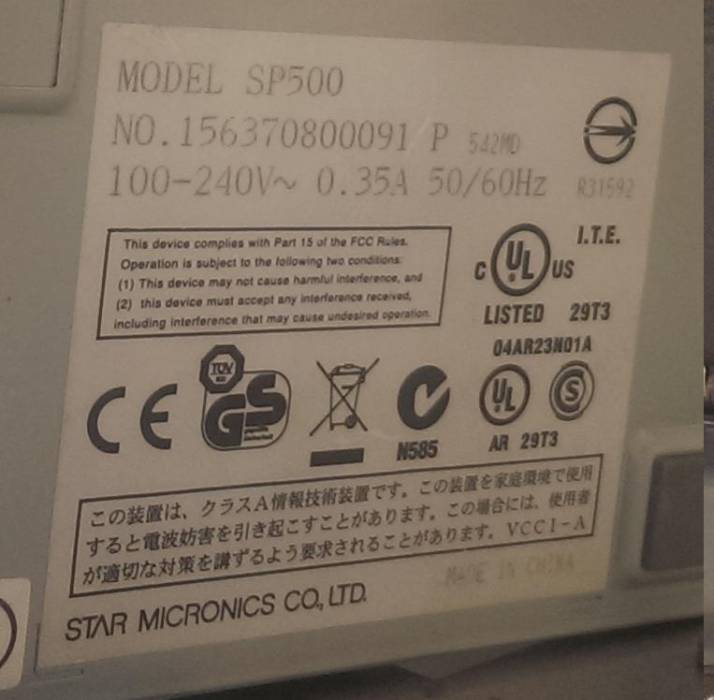 MODEL SP500
NO.156370800091 P 542MD
100-240V~ 0.35A 50/60Hz R31592
This device complies with Part 15 of the FCC Rules.
Operation is subject to the following two conditions:
(1) This device may not cause harmful interference, and
(2) this device must accept any interference received,
including interference that may cause undesired operation.
I.T.E.
C UL US
LISTED 29T3
04AR23N01A
CE TÜV GS N585 UL S
AR 29T3
この装置は、クラスA情報技術装置です。この装置を家庭環境で使用
すると電波妨害を引き起こすことがあります。この場合には、使用者
が適切な対策を講ずるよう要求されることがあります。VCCI-A
MADE IN CHINA
STAR MICRONICS CO., LTD.